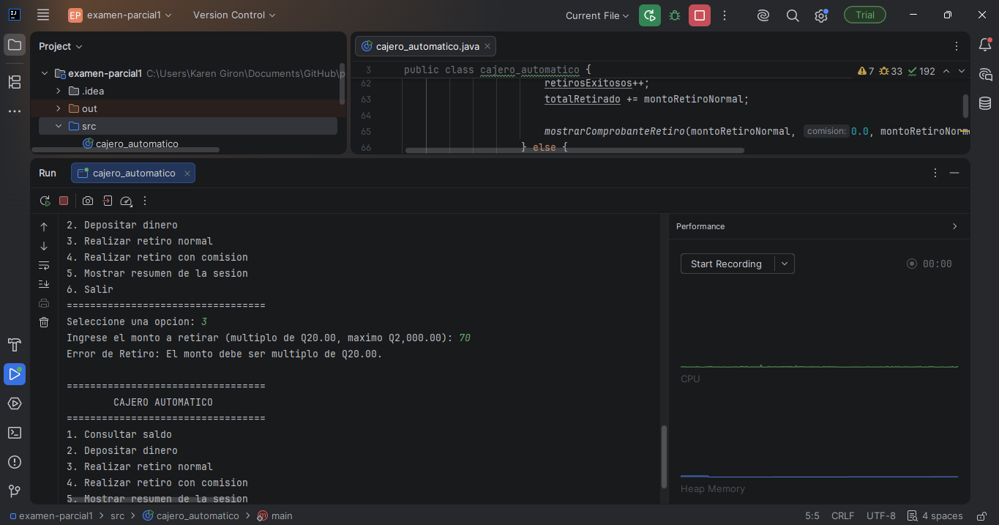 EP examen-parcial1 Version Control Current File Trial
Project
examen-parcial1 C:\Users\Karen Giron\Documents\GitHub\p
.idea
out
src
cajero_automatico
cajero_automatico.java
3 public class cajero_automatico {
7 33 192
62 retirosExitosos++;
63 totalRetirado += montoRetiroNormal;
64
65 mostrarComprobanteRetiro(montoRetiroNormal, comision: 0.0, montoRetiroNorm
66 } else {
Run cajero_automatico
2. Depositar dinero
3. Realizar retiro normal
4. Realizar retiro con comision
5. Mostrar resumen de la sesion
6. Salir
==================================
Seleccione una opcion: 3
Ingrese el monto a retirar (multiplo de Q20.00, maximo Q2,000.00): 70
Error de Retiro: El monto debe ser multiplo de Q20.00.
==================================
CAJERO AUTOMATICO
==================================
1. Consultar saldo
2. Depositar dinero
3. Realizar retiro normal
4. Realizar retiro con comision
5. Mostrar resumen de la sesion
Performance
Start Recording 00:00
CPU
Heap Memory
examen-parcial1 > src > cajero_automatico > main 5:5 CRLF UTF-8 4 spaces